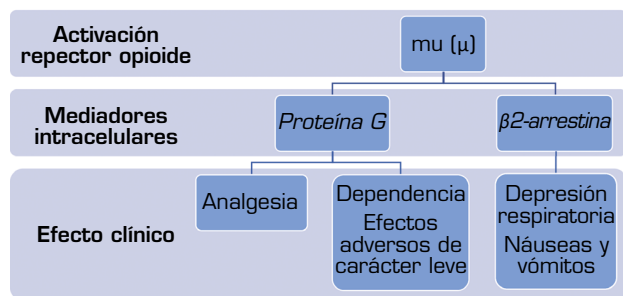 Activación
repector opioide
mu (µ)
Mediadores
intracelulares
Proteína G
β2-arrestina
Efecto clínico
Analgesia
Dependencia
Efectos
adversos de
carácter leve
Depresión
respiratoria
Náuseas y
vómitos